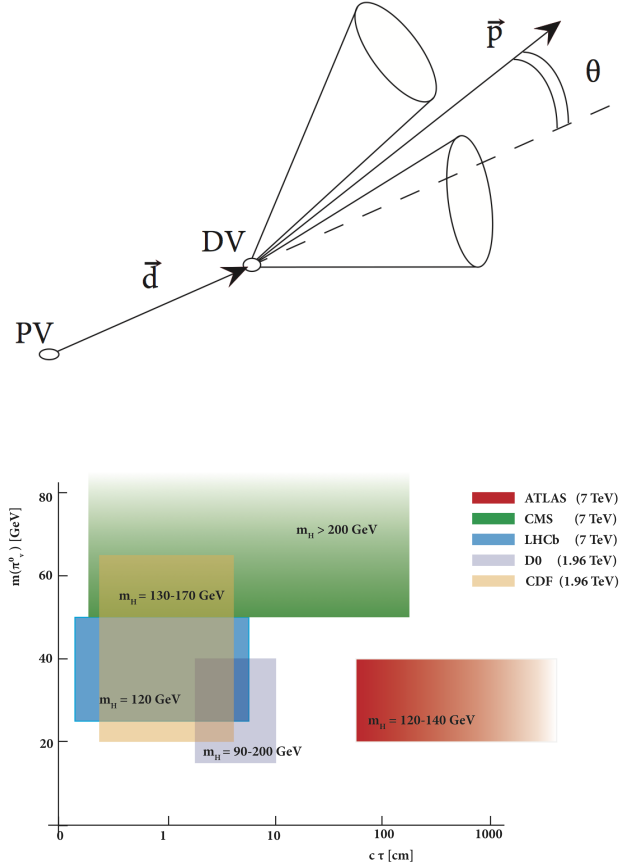 p⃗
θ
DV
d⃗
PV
m(π⁰ᵥ) [GeV]
80
60
40
20
m_H > 200 GeV
m_H = 130-170 GeV
m_H = 120 GeV
m_H = 90-200 GeV
m_H = 120-140 GeV
ATLAS (7 TeV)
CMS (7 TeV)
LHCb (7 TeV)
D0 (1.96 TeV)
CDF (1.96 TeV)
0 1 10 100 1000
c τ [cm]